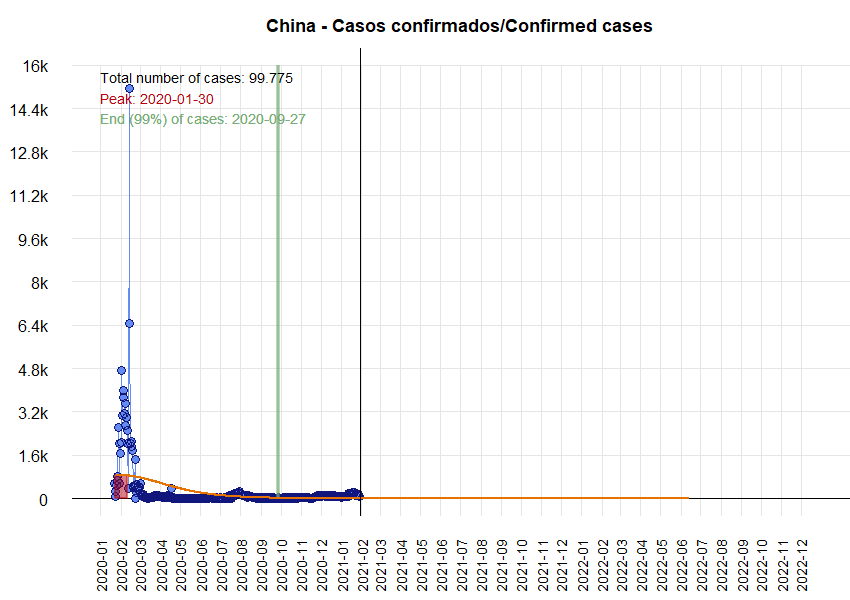 China - Casos confirmados/Confirmed cases
Total number of cases: 99.775
Peak: 2020-01-30
End (99%) of cases: 2020-09-27
16k
14.4k
12.8k
11.2k
9.6k
8k
6.4k
4.8k
3.2k
1.6k
0
2020-01
2020-02
2020-03
2020-04
2020-05
2020-06
2020-07
2020-08
2020-09
2020-10
2020-11
2020-12
2021-01
2021-02
2021-03
2021-04
2021-05
2021-06
2021-07
2021-08
2021-09
2021-10
2021-11
2021-12
2022-01
2022-02
2022-03
2022-04
2022-05
2022-06
2022-07
2022-08
2022-09
2022-10
2022-11
2022-12